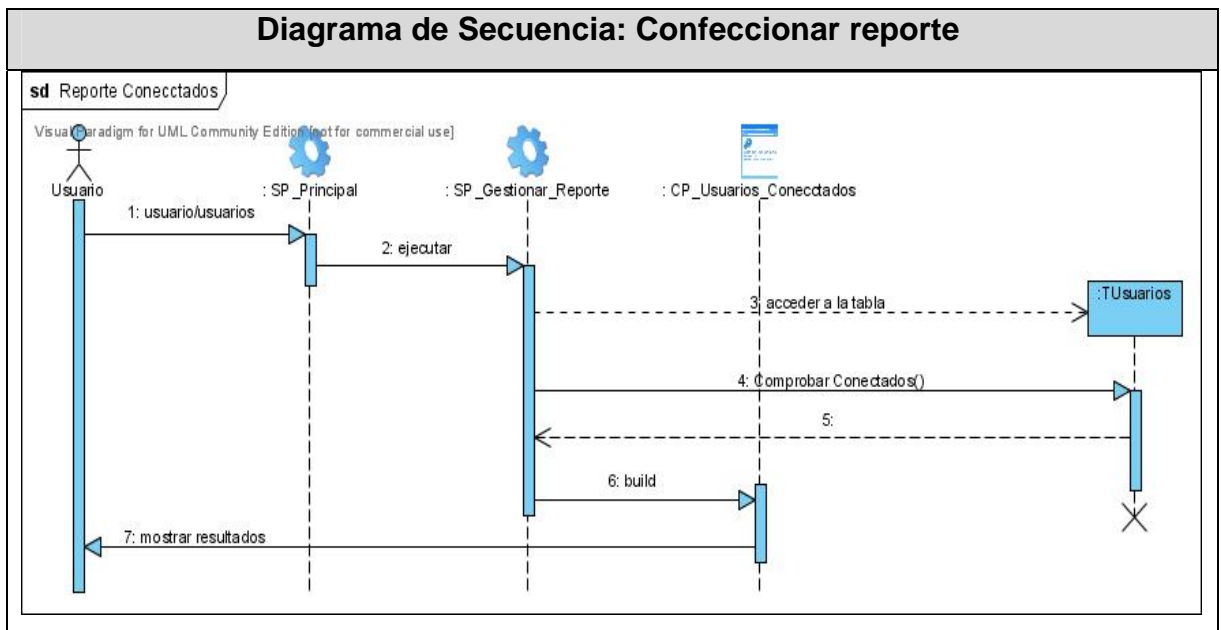 Diagrama de Secuencia: Confeccionar reporte
sd Reporte Conecctados
Visual Paradigm for UML Community Edition [not for commercial use]
Usuario
: SP_Principal
: SP_Gestionar_Reporte
: CP_Usuarios_Conecctados
1: usuario/usuarios
2: ejecutar
:TUsuarios
3: acceder a la tabla
4: Comprobar Conectados()
5:
6: build
7: mostrar resultados